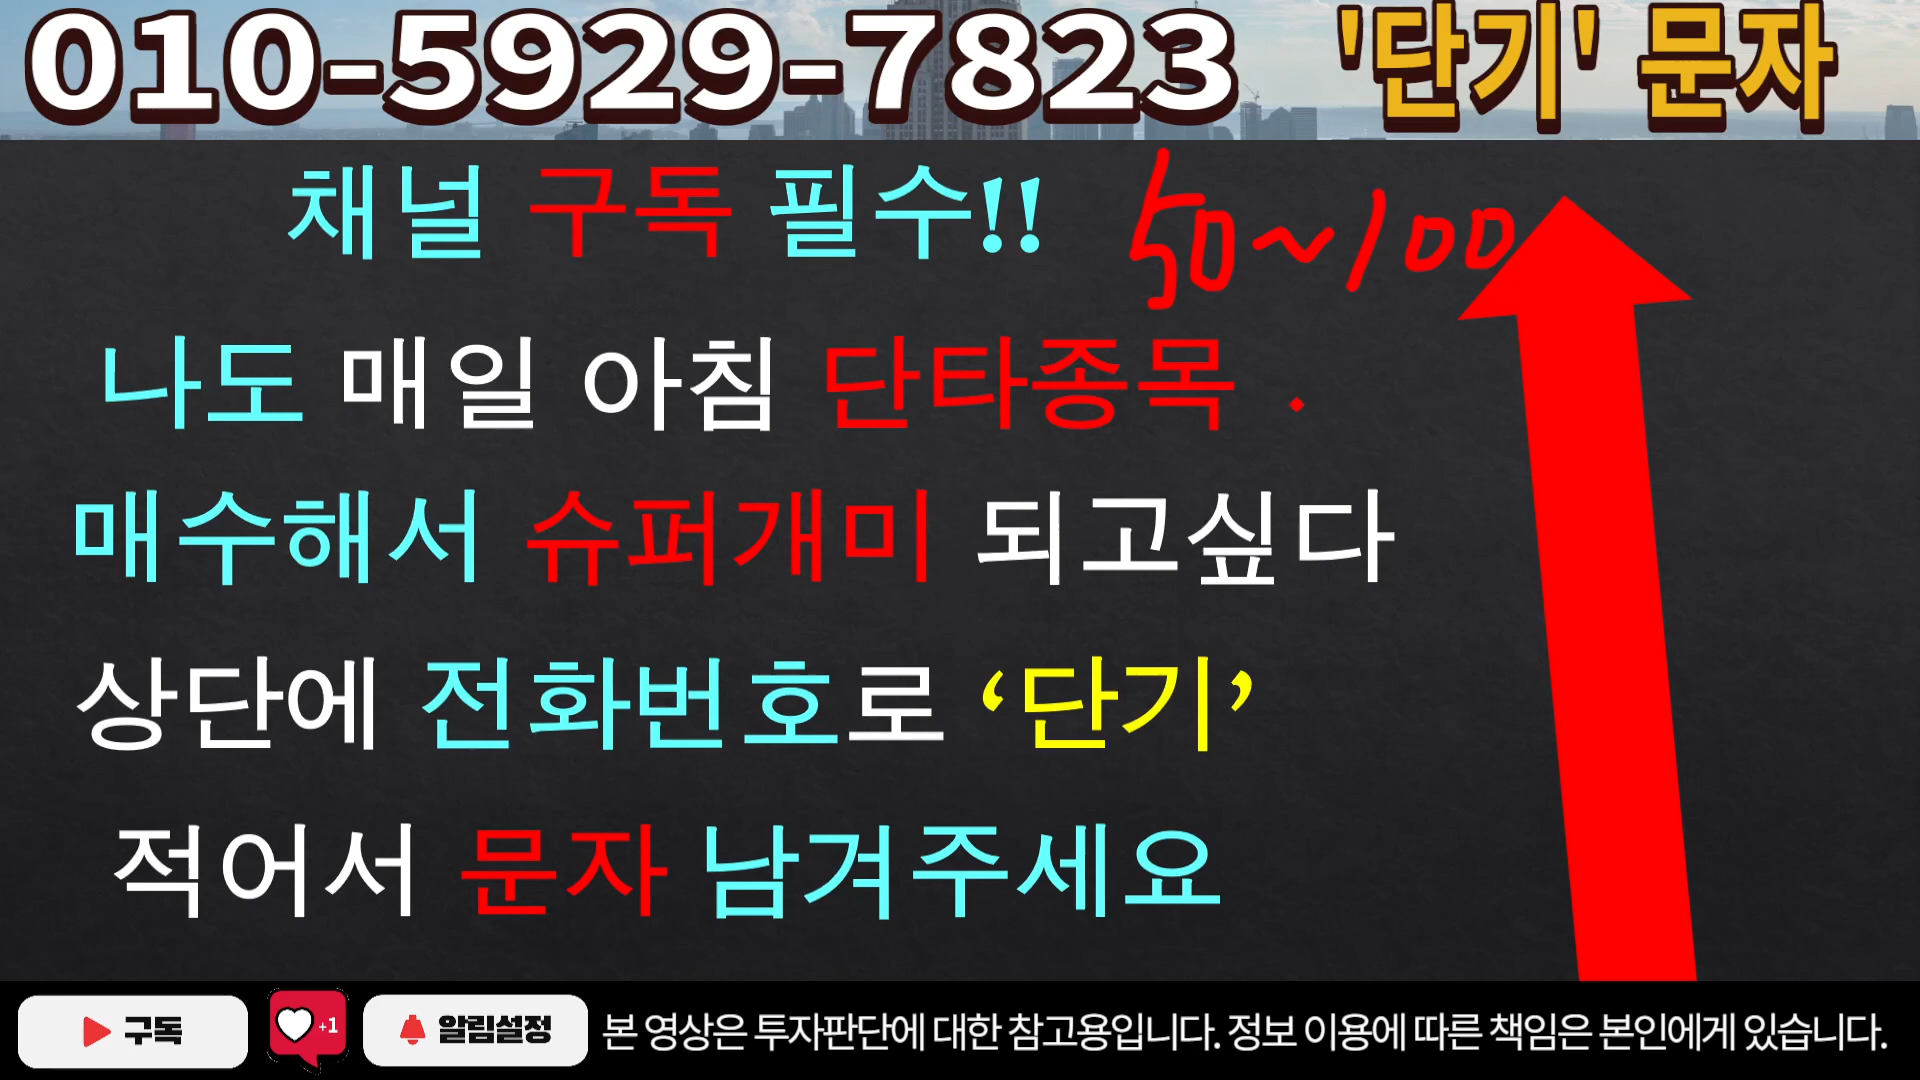 010-5929-7823 '단기' 문자
채널 구독 필수!! 50~100
나도 매일 아침 단타종목 .
매수해서 슈퍼개미 되고싶다
상단에 전화번호로 ‘단기’
적어서 문자 남겨주세요
구독 +1 알림설정 본 영상은 투자판단에 대한 참고용입니다. 정보 이용에 따른 책임은 본인에게 있습니다.